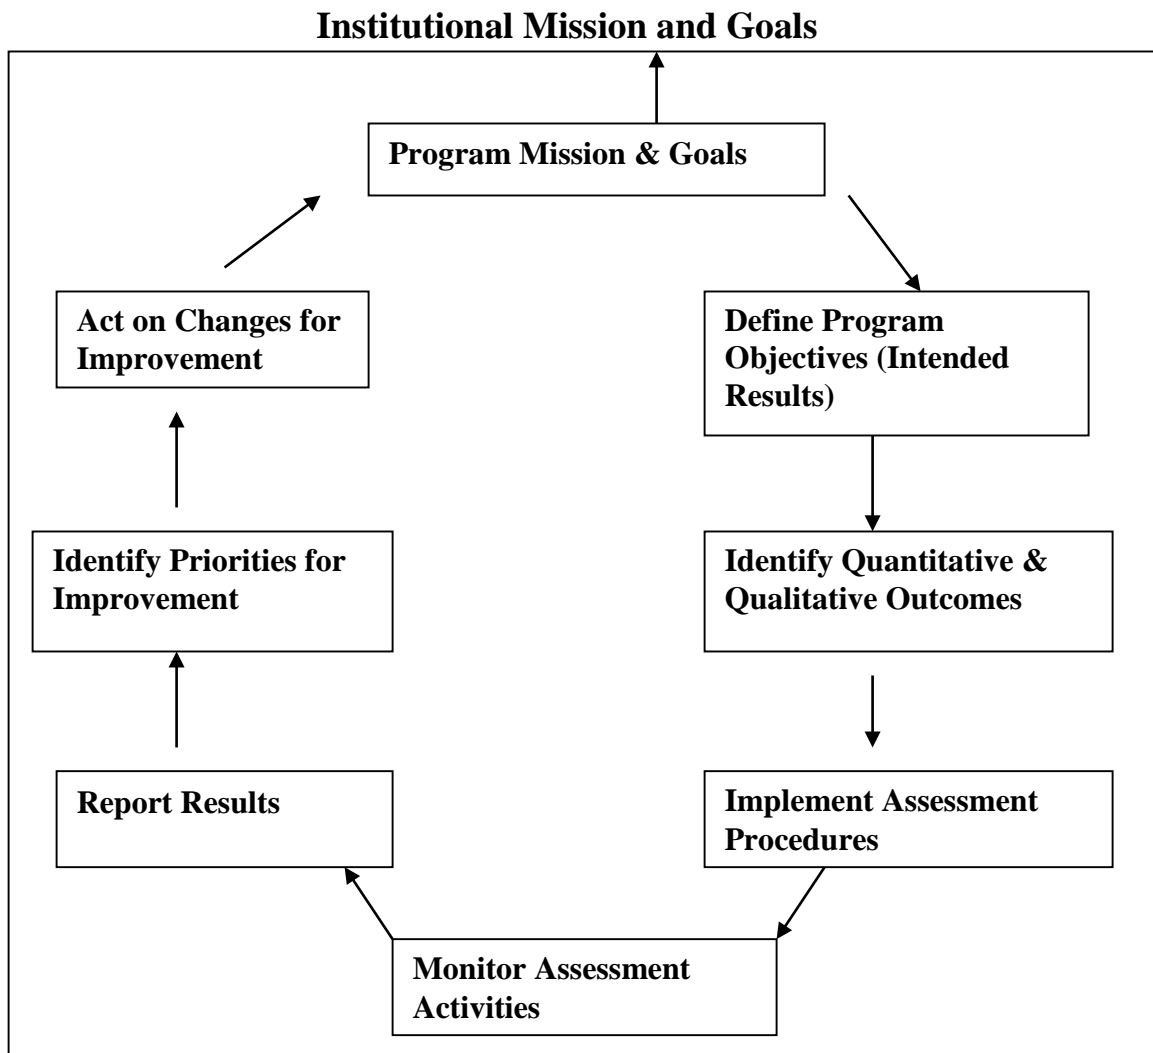 Institutional Mission and Goals
Program Mission & Goals
Act on Changes for
Improvement
Define Program
Objectives (Intended
Results)
Identify Priorities for
Improvement
Identify Quantitative &
Qualitative Outcomes
Report Results
Implement Assessment
Procedures
Monitor Assessment
Activities